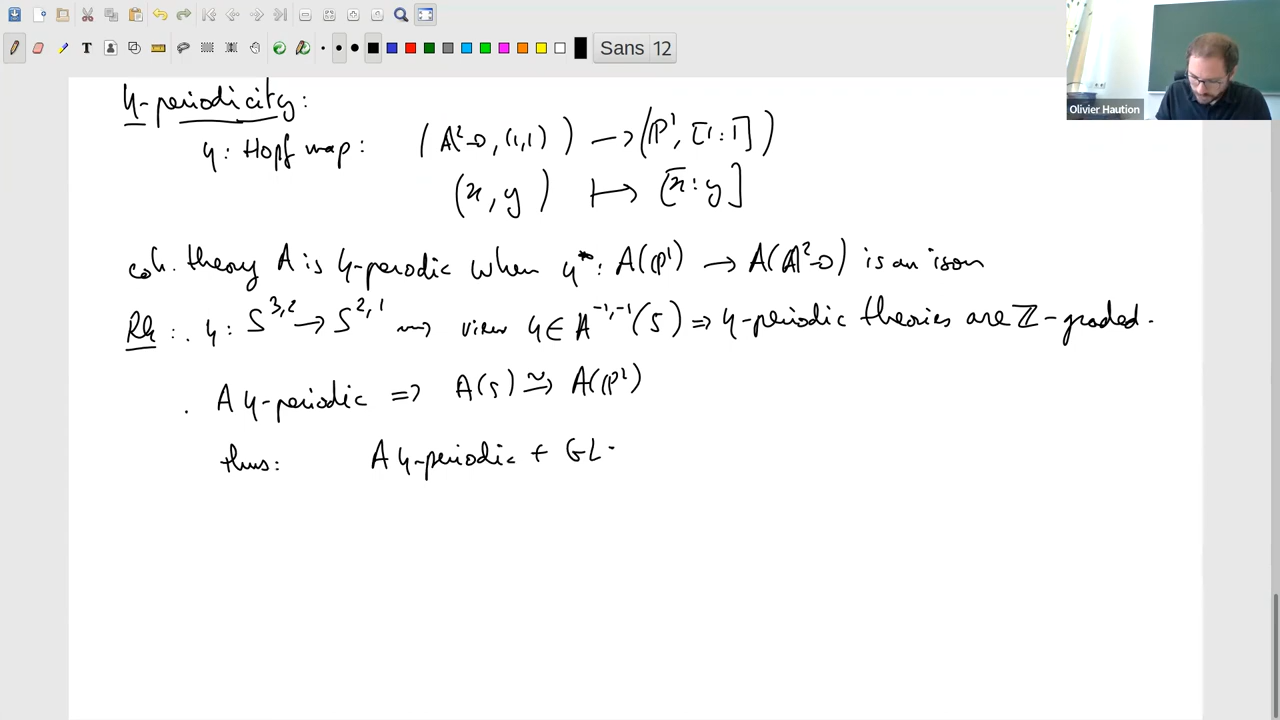 Sans 12
Olivier Haution
η-periodicity:
η: Hopf map: (A²-0, (1,1)) → (P¹, [1:1])
(x, y) ↦ [x:y]
coh. theory A is η-periodic when η*: A(P¹) → A(A²-0) is an isom
Rk: . η: S^{3,2} → S^{2,1} ⇝ view η ∈ A^{-1,-1}(S) ⇒ η-periodic theories are ℤ-graded.
. A η-periodic ⇒ A(S) ≅ A(P²)
thus: A η-periodic + GL-